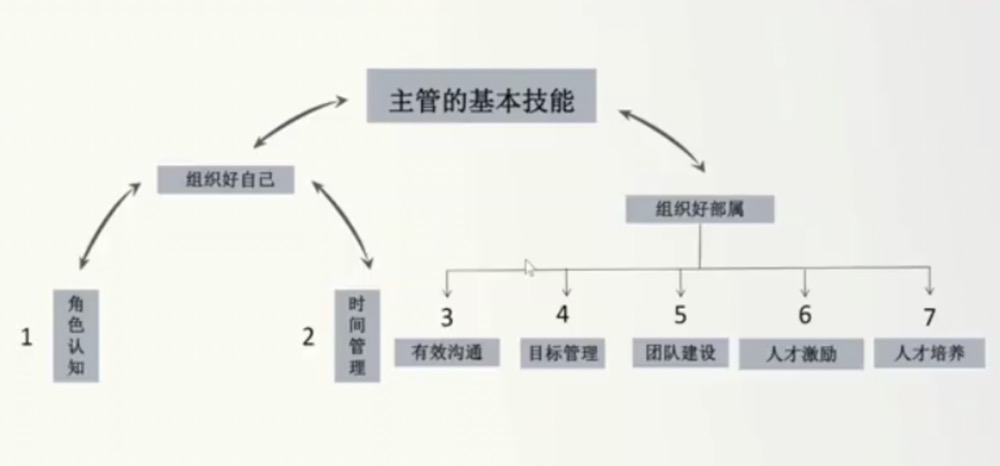 主管的基本技能
组织好自己
组织好部属
1
角色认知
2
时间管理
3
有效沟通
4
目标管理
5
团队建设
6
人才激励
7
人才培养